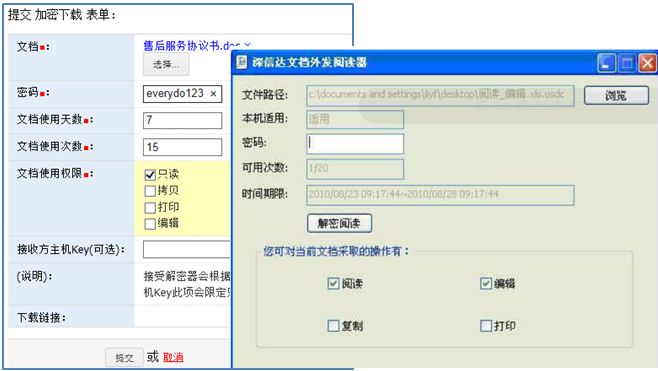 提交 加密下载 表单：
文档■:
售后服务协议书.doc ×
选择...
密码■:
everydo123 ×
文档使用天数■:
7
文档使用次数■:
15
文档使用权限■:
只读
拷贝
打印
编辑
接收方主机Key(可选):
(说明):
接受解密器会根据
机Key此项会限定只
下载链接:
提交 或 取消
深信达文档外发阅读器
文件路径:
c:\documents and settings\liyf\desktop\阅读_编辑.xls.osdc
浏览
本机适用:
适用
密码:
可用次数:
1/20
时间期限:
2010/08/23 09:17:44~2010/08/28 09:17:44
解密阅读
您可对当前文档采取的操作有：
阅读
编辑
复制
打印